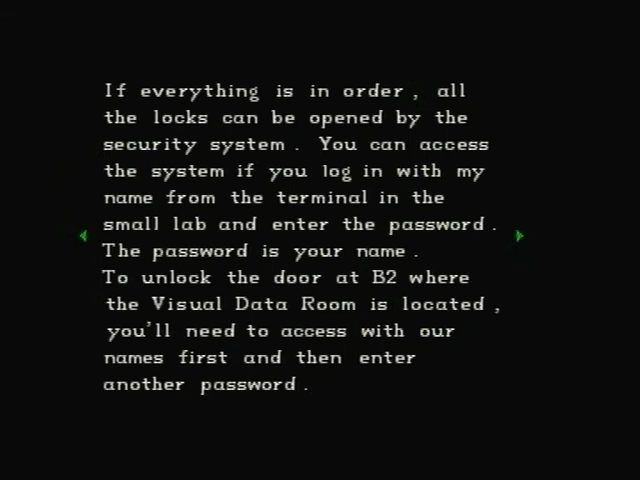 If everything is in order, all
the locks can be opened by the
security system. You can access
the system if you log in with my
name from the terminal in the
small lab and enter the password.
The password is your name.
To unlock the door at B2 where
the Visual Data Room is located,
you'll need to access with our
names first and then enter
another password.